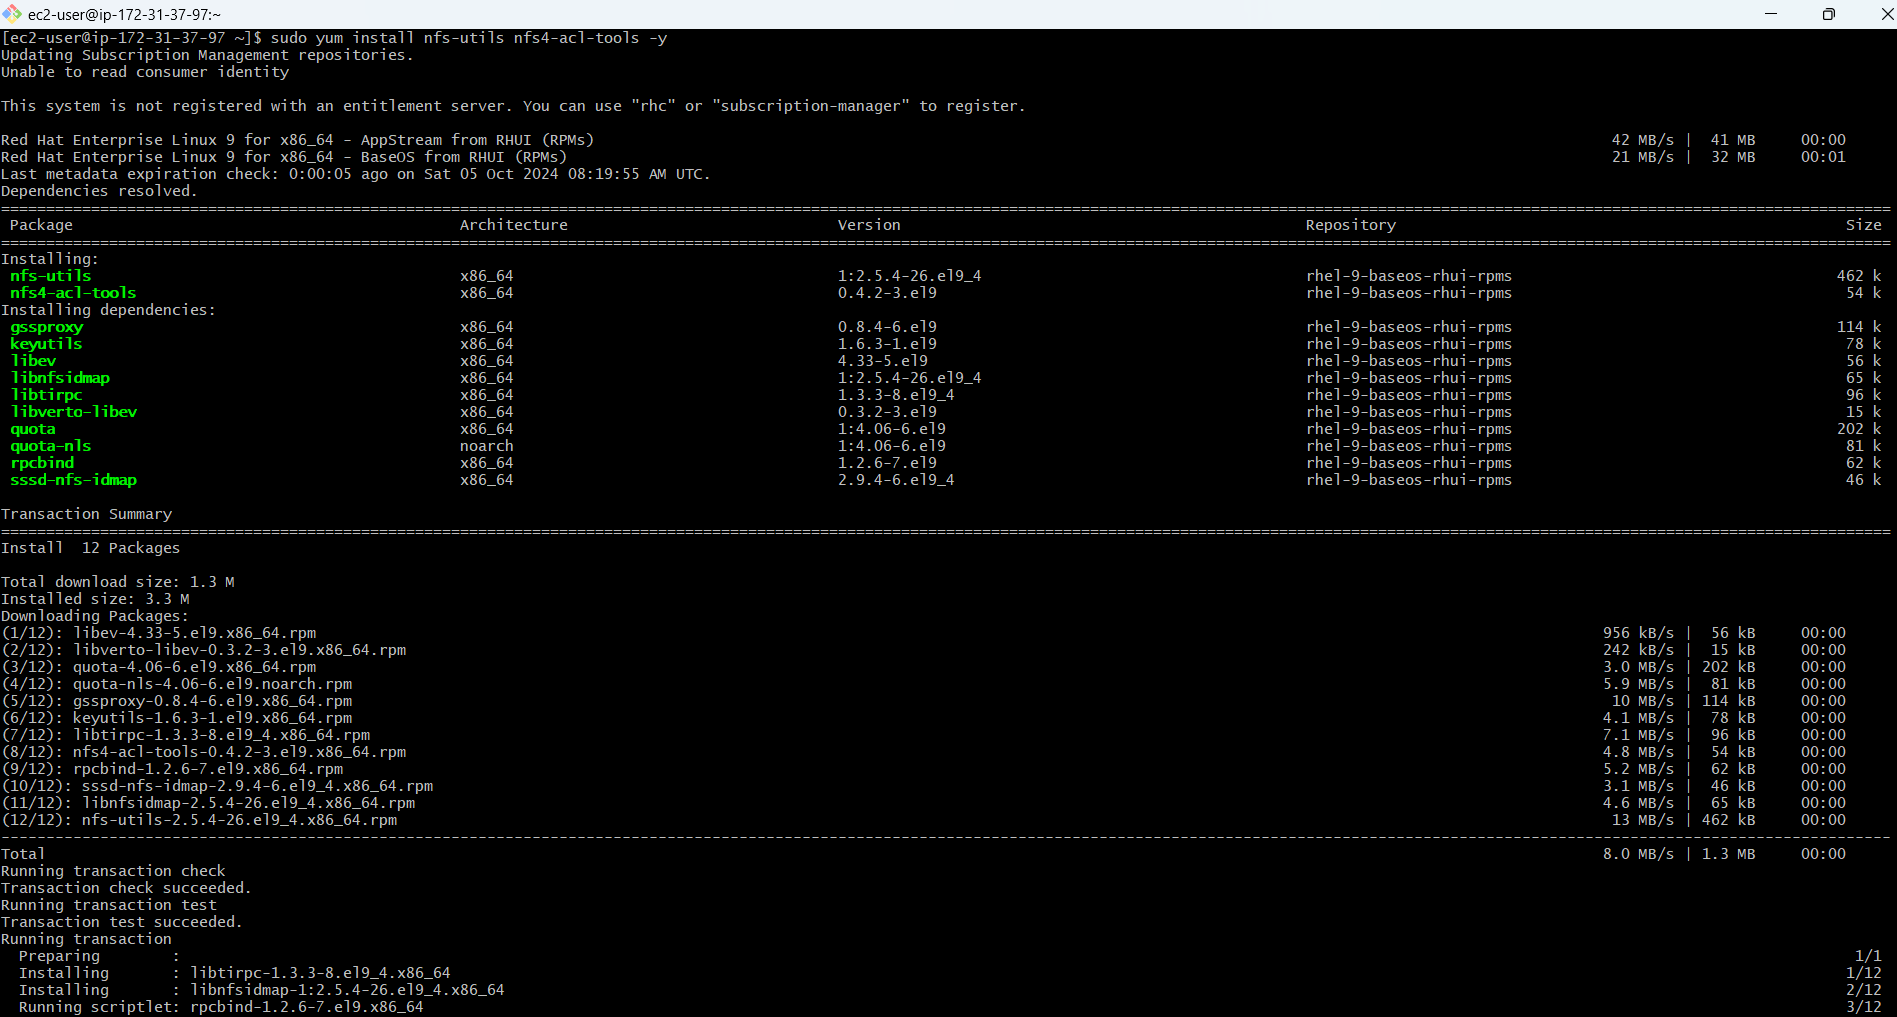 ec2-user@ip-172-31-37-97:~
[ec2-user@ip-172-31-37-97 ~]$ sudo yum install nfs-utils nfs4-acl-tools -y
Updating Subscription Management repositories.
Unable to read consumer identity
This system is not registered with an entitlement server. You can use "rhc" or "subscription-manager" to register.
Red Hat Enterprise Linux 9 for x86_64 - AppStream from RHUI (RPMs) 42 MB/s | 41 MB 00:00
Red Hat Enterprise Linux 9 for x86_64 - BaseOS from RHUI (RPMs) 21 MB/s | 32 MB 00:01
Last metadata expiration check: 0:00:05 ago on Sat 05 Oct 2024 08:19:55 AM UTC.
Dependencies resolved.
Package Architecture Version Repository Size
Installing:
nfs-utils x86_64 1:2.5.4-26.el9_4 rhel-9-baseos-rhui-rpms 462 k
nfs4-acl-tools x86_64 0.4.2-3.el9 rhel-9-baseos-rhui-rpms 54 k
Installing dependencies:
gssproxy x86_64 0.8.4-6.el9 rhel-9-baseos-rhui-rpms 114 k
keyutils x86_64 1.6.3-1.el9 rhel-9-baseos-rhui-rpms 78 k
libev x86_64 4.33-5.el9 rhel-9-baseos-rhui-rpms 56 k
libnfsidmap x86_64 1:2.5.4-26.el9_4 rhel-9-baseos-rhui-rpms 65 k
libtirpc x86_64 1.3.3-8.el9_4 rhel-9-baseos-rhui-rpms 96 k
libverto-libev x86_64 0.3.2-3.el9 rhel-9-baseos-rhui-rpms 15 k
quota x86_64 1:4.06-6.el9 rhel-9-baseos-rhui-rpms 202 k
quota-nls noarch 1:4.06-6.el9 rhel-9-baseos-rhui-rpms 81 k
rpcbind x86_64 1.2.6-7.el9 rhel-9-baseos-rhui-rpms 62 k
sssd-nfs-idmap x86_64 2.9.4-6.el9_4 rhel-9-baseos-rhui-rpms 46 k
Transaction Summary
Install 12 Packages
Total download size: 1.3 M
Installed size: 3.3 M
Downloading Packages:
(1/12): libev-4.33-5.el9.x86_64.rpm 956 kB/s | 56 kB 00:00
(2/12): libverto-libev-0.3.2-3.el9.x86_64.rpm 242 kB/s | 15 kB 00:00
(3/12): quota-4.06-6.el9.x86_64.rpm 3.0 MB/s | 202 kB 00:00
(4/12): quota-nls-4.06-6.el9.noarch.rpm 5.9 MB/s | 81 kB 00:00
(5/12): gssproxy-0.8.4-6.el9.x86_64.rpm 10 MB/s | 114 kB 00:00
(6/12): keyutils-1.6.3-1.el9.x86_64.rpm 4.1 MB/s | 78 kB 00:00
(7/12): libtirpc-1.3.3-8.el9_4.x86_64.rpm 7.1 MB/s | 96 kB 00:00
(8/12): nfs4-acl-tools-0.4.2-3.el9.x86_64.rpm 4.8 MB/s | 54 kB 00:00
(9/12): rpcbind-1.2.6-7.el9.x86_64.rpm 5.2 MB/s | 62 kB 00:00
(10/12): sssd-nfs-idmap-2.9.4-6.el9_4.x86_64.rpm 3.1 MB/s | 46 kB 00:00
(11/12): libnfsidmap-2.5.4-26.el9_4.x86_64.rpm 4.6 MB/s | 65 kB 00:00
(12/12): nfs-utils-2.5.4-26.el9_4.x86_64.rpm 13 MB/s | 462 kB 00:00
Total 8.0 MB/s | 1.3 MB 00:00
Running transaction check
Transaction check succeeded.
Running transaction test
Transaction test succeeded.
Running transaction
Preparing : 1/1
Installing : libtirpc-1.3.3-8.el9_4.x86_64 1/12
Installing : libnfsidmap-1:2.5.4-26.el9_4.x86_64 2/12
Running scriptlet: rpcbind-1.2.6-7.el9.x86_64 3/12